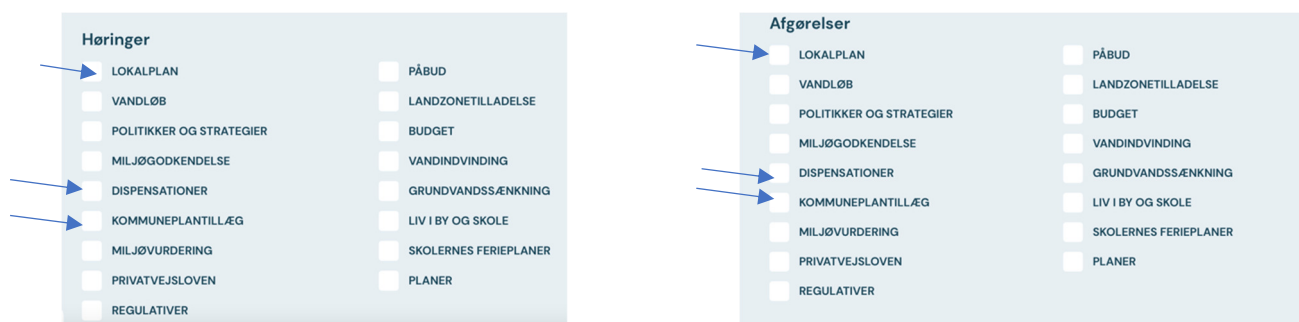 Høringer
LOKALPLAN
VANDLØB
POLITIKKER OG STRATEGIER
MILJØGODKENDELSE
DISPENSATIONER
KOMMUNEPLANTILLÆG
MILJØVURDERING
PRIVATVEJSLOVEN
REGULATIVER
PÅBUD
LANDZONETILLADELSE
BUDGET
VANDINDVINDING
GRUNDVANDSSÆNKNING
LIV I BY OG SKOLE
SKOLERNES FERIEPLANER
PLANER
Afgørelser
LOKALPLAN
VANDLØB
POLITIKKER OG STRATEGIER
MILJØGODKENDELSE
DISPENSATIONER
KOMMUNEPLANTILLÆG
MILJØVURDERING
PRIVATVEJSLOVEN
REGULATIVER
PÅBUD
LANDZONETILLADELSE
BUDGET
VANDINDVINDING
GRUNDVANDSSÆNKNING
LIV I BY OG SKOLE
SKOLERNES FERIEPLANER
PLANER